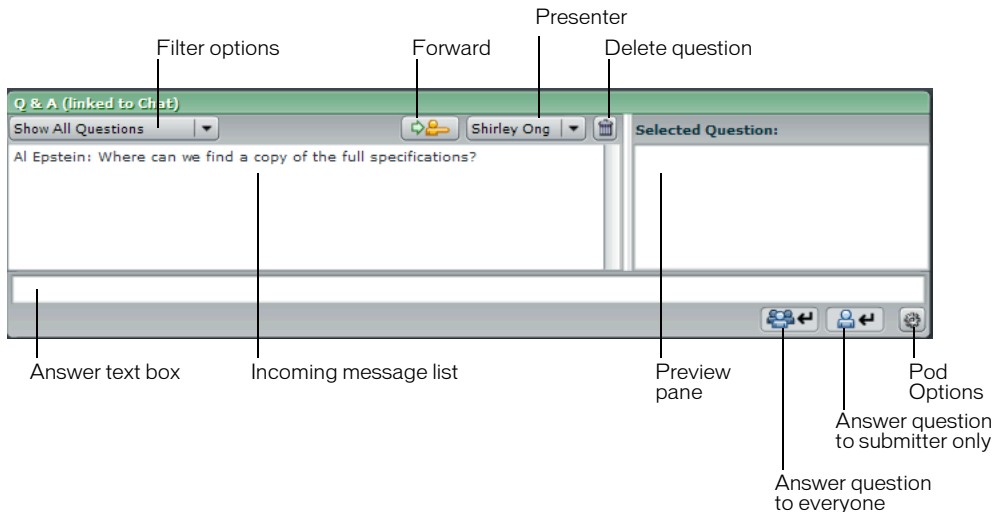 Presenter
Filter options
Forward
Delete question
Q & A (linked to Chat)
Show All Questions
Shirley Ong
Selected Question:
Al Epstein: Where can we find a copy of the full specifications?
Answer text box
Incoming message list
Preview
pane
Pod
Options
Answer question
to submitter only
Answer question
to everyone